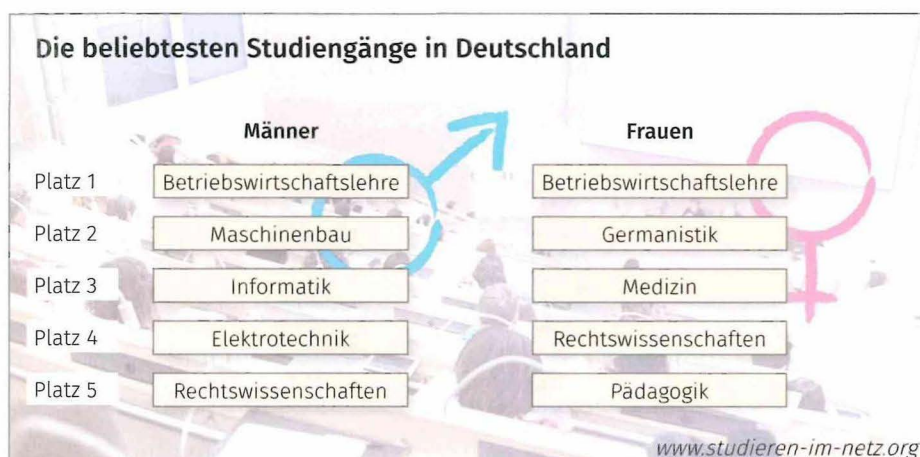 Die beliebtesten Studiengänge in Deutschland
Männer Frauen
Platz 1 Betriebswirtschaftslehre Betriebswirtschaftslehre
Platz 2 Maschinenbau Germanistik
Platz 3 Informatik Medizin
Platz 4 Elektrotechnik Rechtswissenschaften
Platz 5 Rechtswissenschaften Pädagogik
www.studieren-im-netz.org